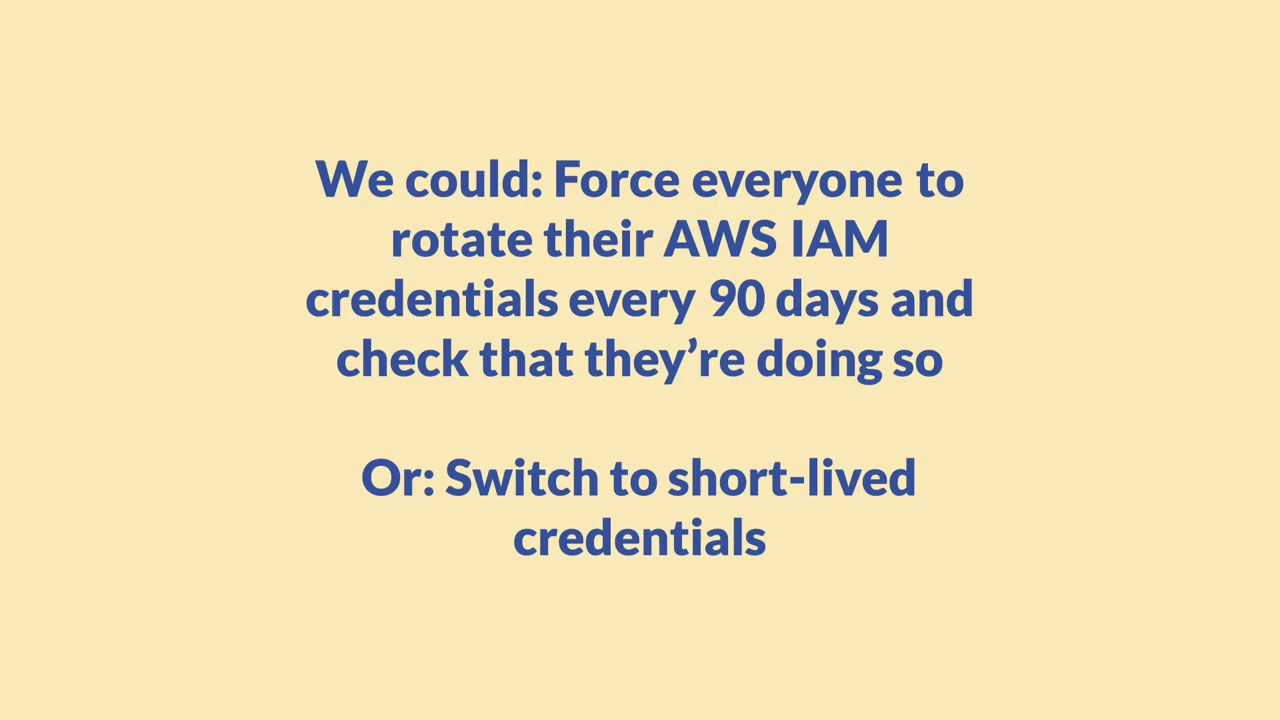 We could: Force everyone to
rotate their AWS IAM
credentials every 90 days and
check that they’re doing so
Or: Switch to short-lived
credentials